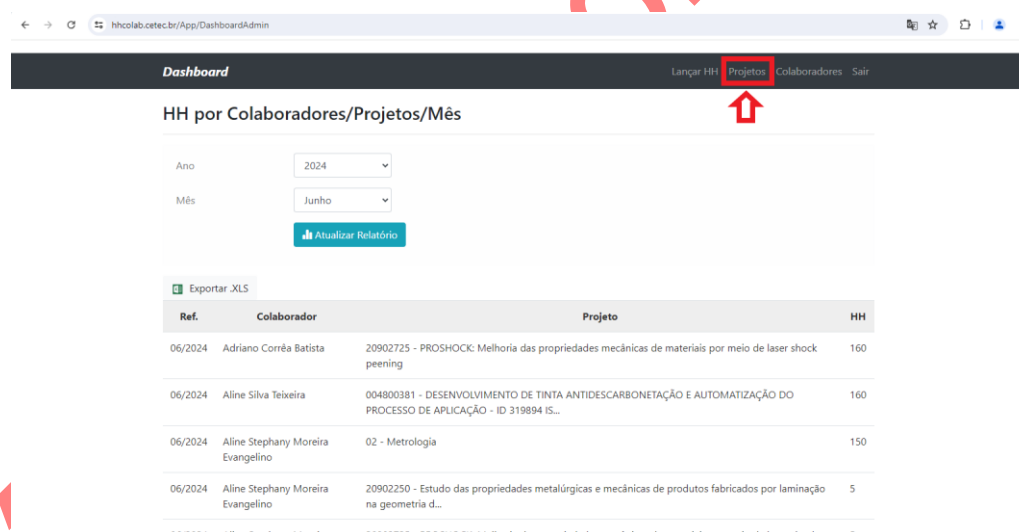 hhcolab.cetec.br/App/DashboardAdmin
Dashboard
Lançar HH Projetos Colaboradores Sair
HH por Colaboradores/Projetos/Mês
Ano 2024
Mês Junho
Atualizar Relatório
Exportar .XLS
Ref. Colaborador Projeto HH
06/2024 Adriano Corrêa Batista 20902725 - PROSHOCK: Melhoria das propriedades mecânicas de materiais por meio de laser shock 160
peening
06/2024 Aline Silva Teixeira 004800381 - DESENVOLVIMENTO DE TINTA ANTIDESCARBONETAÇÃO E AUTOMATIZAÇÃO DO 160
PROCESSO DE APLICAÇÃO - ID 319894 IS...
06/2024 Aline Stephany Moreira 02 - Metrologia 150
Evangelino
06/2024 Aline Stephany Moreira 20902250 - Estudo das propriedades metalúrgicas e mecânicas de produtos fabricados por laminação 5
Evangelino na geometria d...